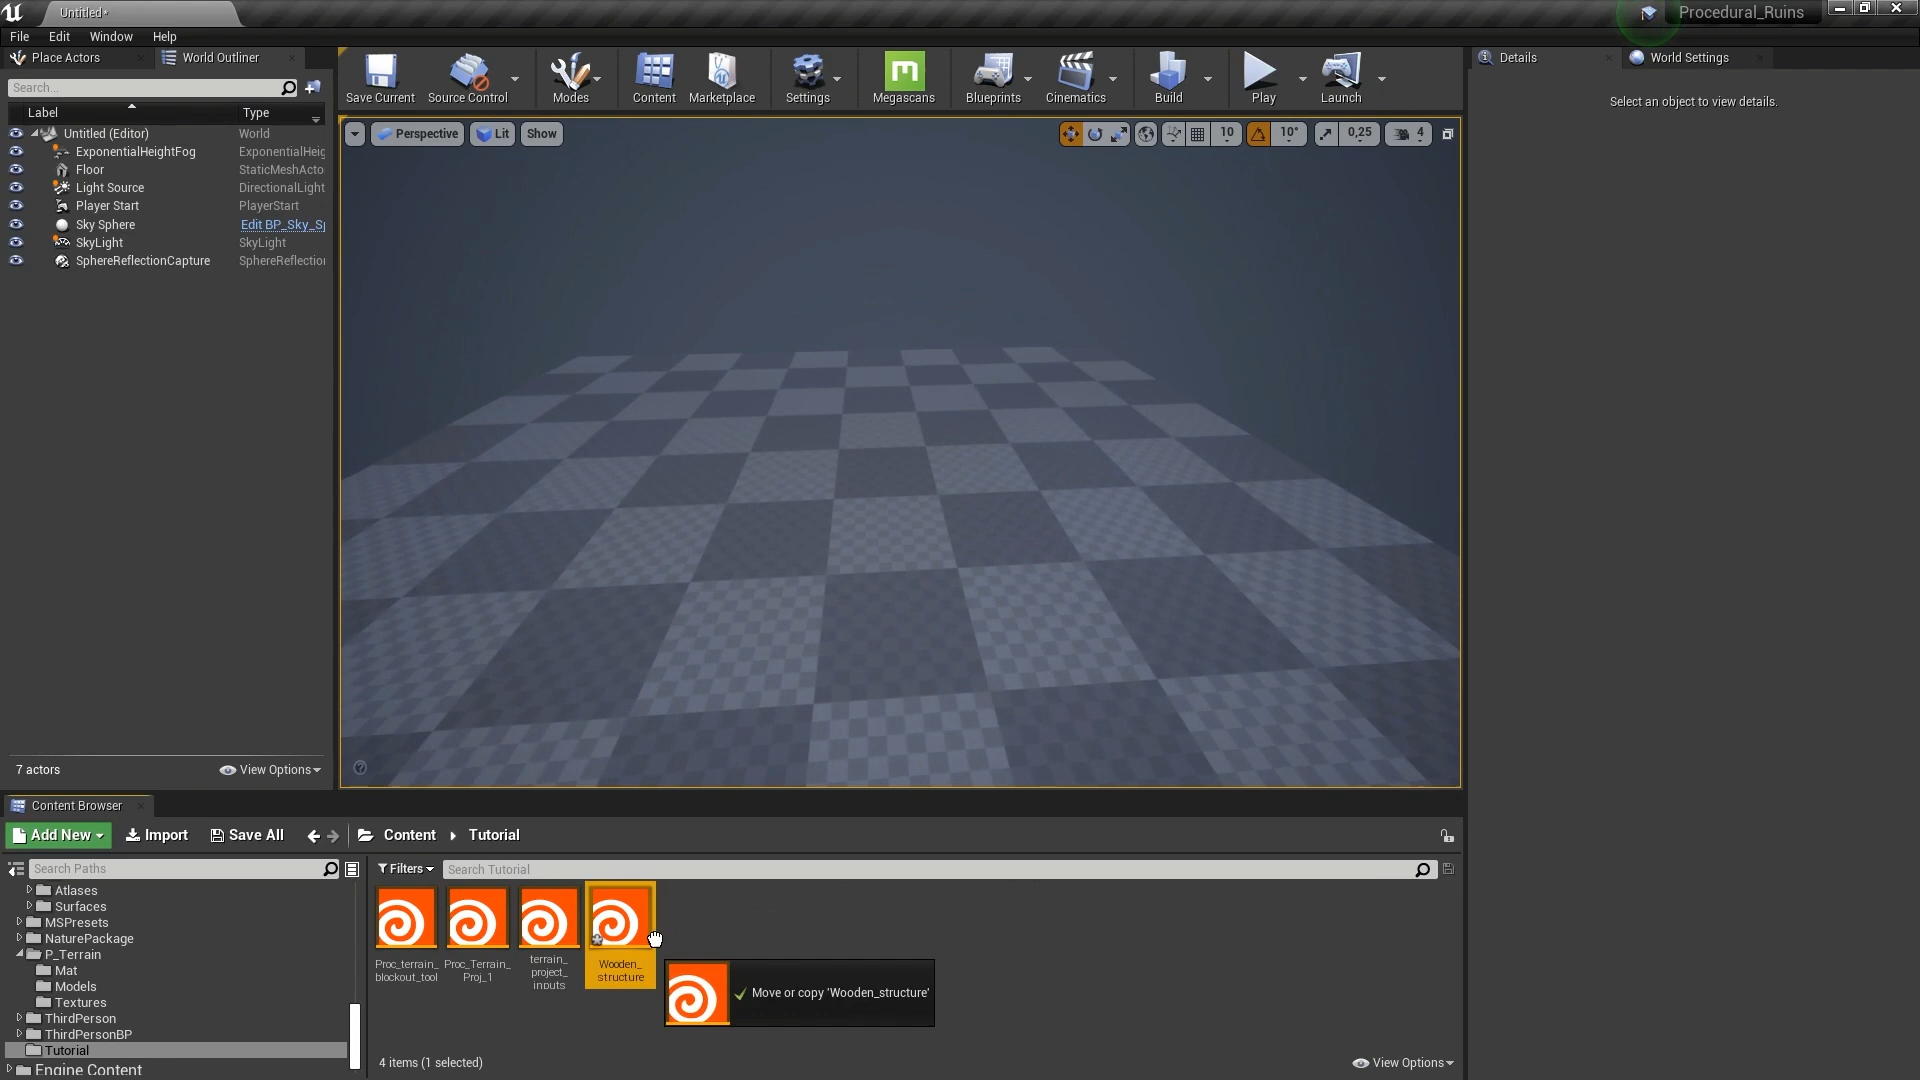 Untitled*
Procedural_Ruins
File Edit Window Help
Place Actors
World Outliner
Search...
Label Type
Untitled (Editor) World
ExponentialHeightFog ExponentialHeig
Floor StaticMeshActo
Light Source DirectionalLight
Player Start PlayerStart
Sky Sphere Edit BP_Sky_Sp
SkyLight SkyLight
SphereReflectionCapture SphereReflection
7 actors
View Options
Save Current
Source Control
Modes
Content
Marketplace
Settings
Megascans
Blueprints
Cinematics
Build
Play
Launch
Perspective Lit Show
10 10° 0,25 4
Details
World Settings
Select an object to view details.
Content Browser
Add New Import Save All Content Tutorial
Search Paths
Atlases
Surfaces
MSPresets
NaturePackage
P_Terrain
Mat
Models
Textures
ThirdPerson
ThirdPersonBP
Tutorial
Engine Content
Filters
Search Tutorial
Proc_terrain_
blockout_tool
Proc_Terrain_
Proj_1
terrain_
project_
inputs
Wooden_
structure
Move or copy 'Wooden_structure'
4 items (1 selected)
View Options